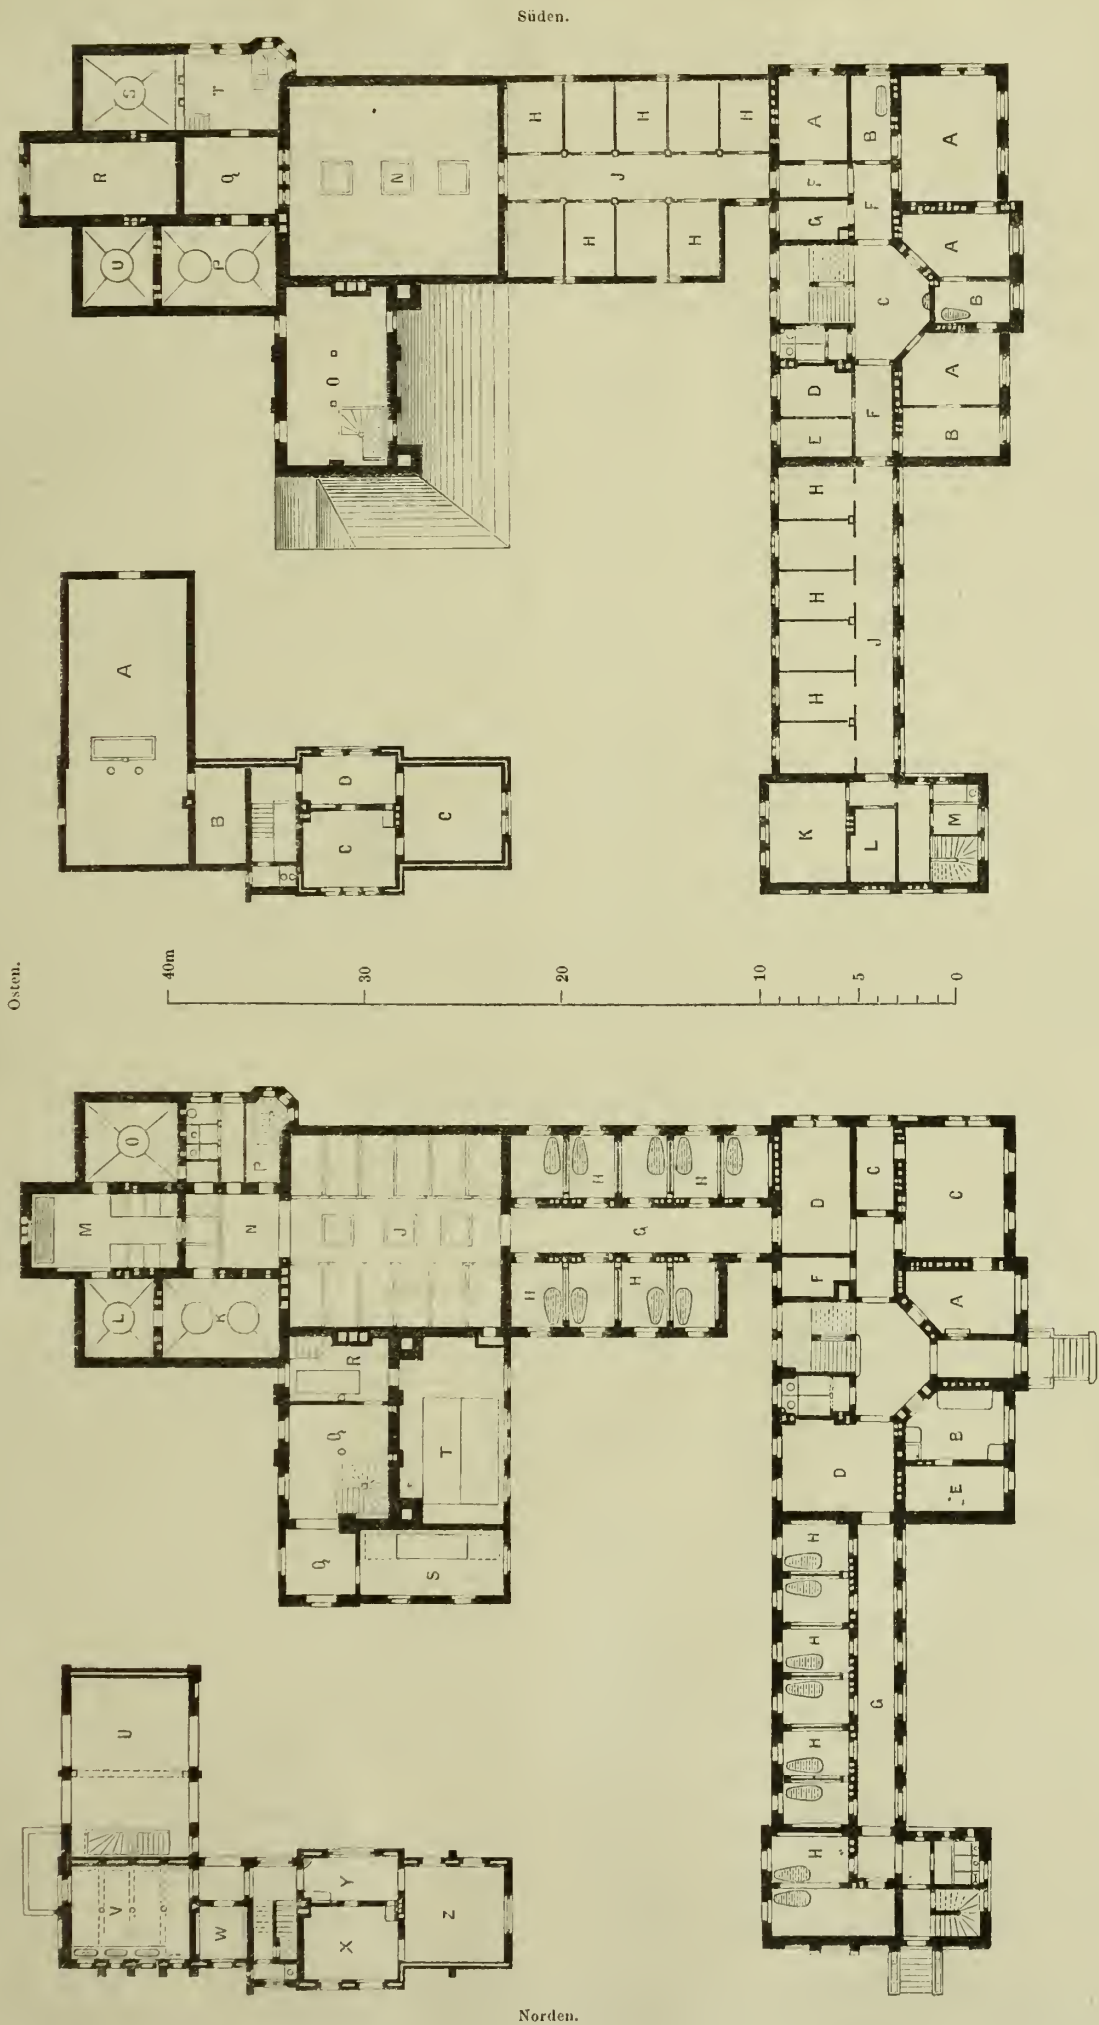 Süden.
S
T
R
Q
U
P
N
O
H
H
H
J
H
H
A
B
A
F
F
G
A
C
B
D
A
E
F
B
H
H
H
J
K
L
M
A
B
D
C
C
Osten.
40m
30
20
10
5
0
O
P
M
N
L
K
J
H
H
G
H
H
D
C
C
F
A
R
Q
T
Q
S
D
B
E
H
H
H
G
H
U
V
W
Y
X
Z
Norden.